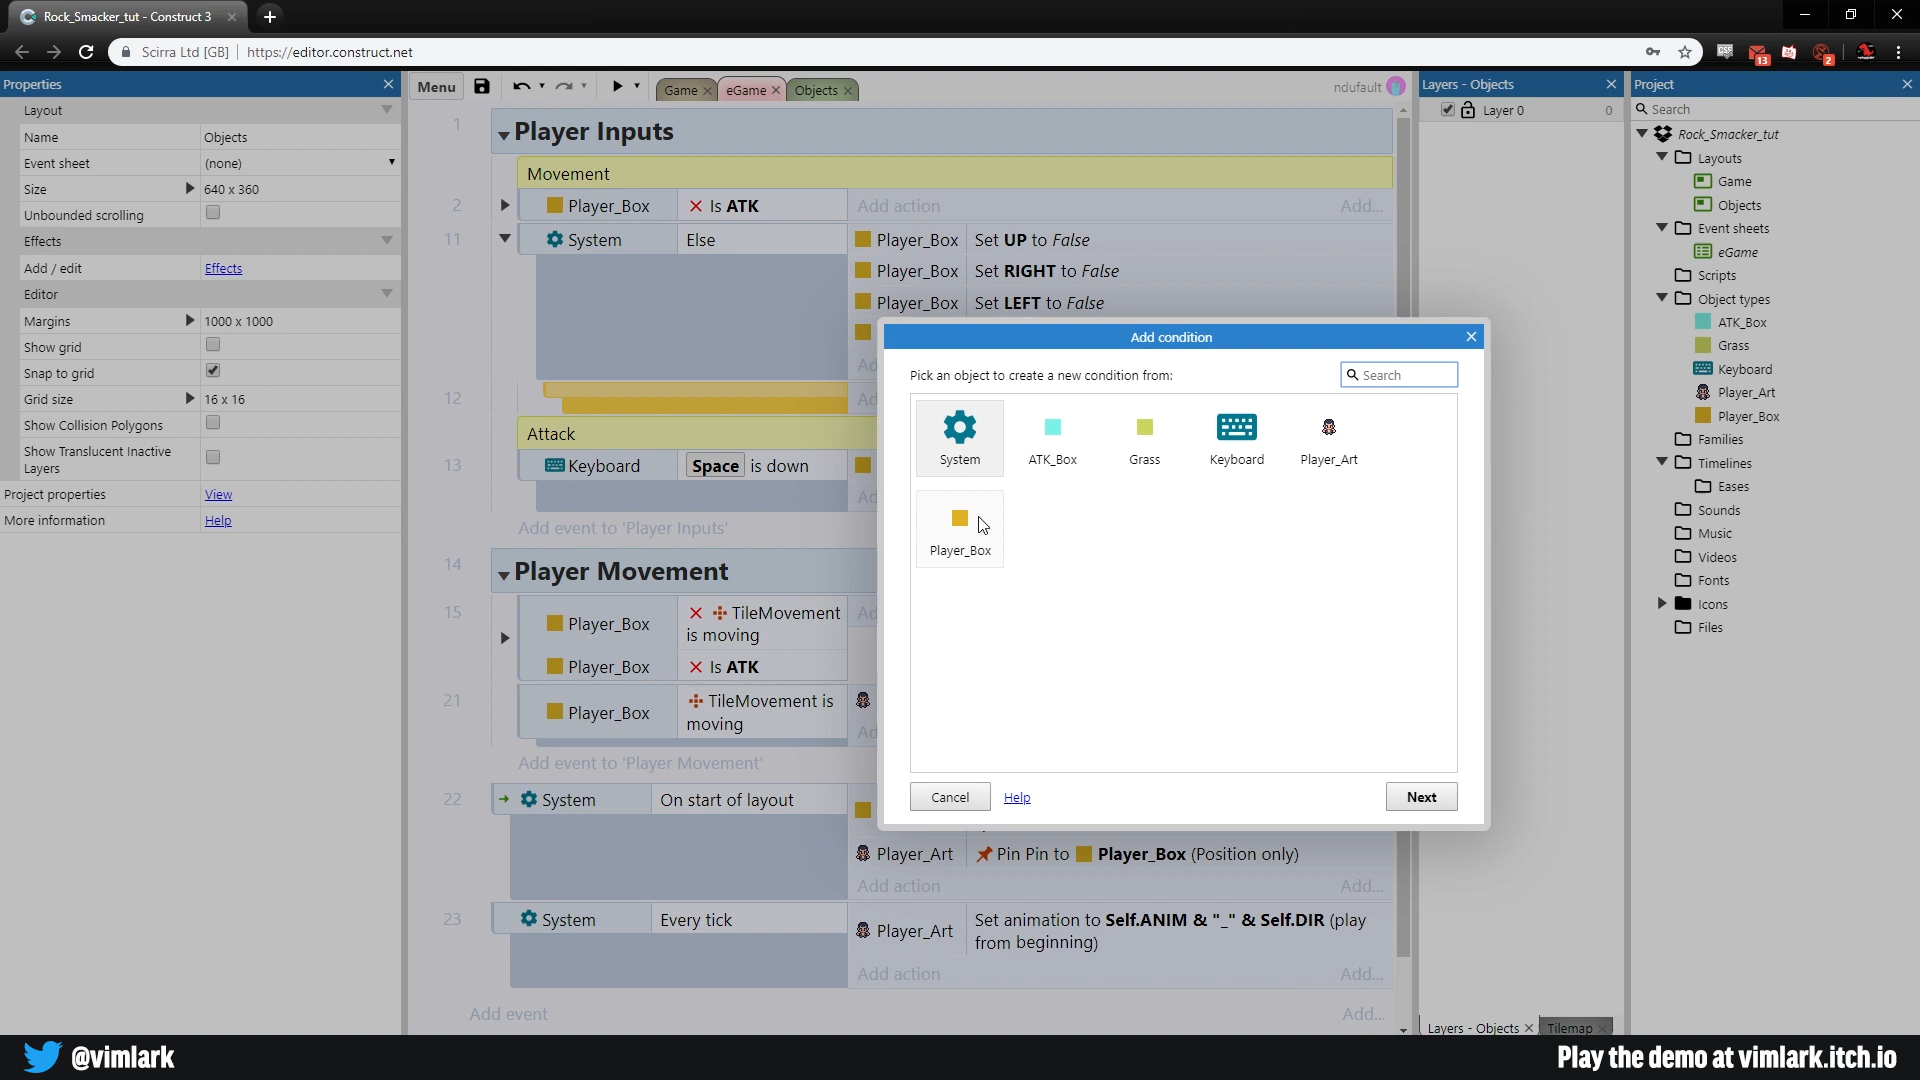 Rock_Smacker_tut - Construct 3
Scirra Ltd [GB] https://editor.construct.net
13
2
Properties
Layout
Name Objects
Event sheet (none)
Size 640 x 360
Unbounded scrolling
Effects
Add / edit Effects
Editor
Margins 1000 x 1000
Show grid
Snap to grid
Grid size 16 x 16
Show Collision Polygons
Show Translucent Inactive
Layers
Project properties View
More information Help
Menu
Game
eGame
Objects
ndufault
1 Player Inputs
Movement
2 Player_Box Is ATK Add action Add...
11 System Else Player_Box Set UP to False
Player_Box Set RIGHT to False
Player_Box Set LEFT to False
Ad
12 Ad
Attack
13 Keyboard Space is down
Ad
Add event to 'Player Inputs'
14 Player Movement
15 Player_Box TileMovement
is moving
Ad
Player_Box Is ATK
21 Player_Box TileMovement is
moving
Ad
Add event to 'Player Movement'
22 System On start of layout
Player_Art Pin Pin to Player_Box (Position only)
Add action Add...
23 System Every tick Player_Art Set animation to Self.ANIM & "_" & Self.DIR (play
from beginning)
Add action Add...
Add event Add...
Add condition
Pick an object to create a new condition from:
Search
System
ATK_Box
Grass
Keyboard
Player_Art
Player_Box
Cancel
Help
Next
Layers - Objects
Layer 0 0
Layers - Objects
Tilemap
Project
Search
Rock_Smacker_tut
Layouts
Game
Objects
Event sheets
eGame
Scripts
Object types
ATK_Box
Grass
Keyboard
Player_Art
Player_Box
Families
Timelines
Eases
Sounds
Music
Videos
Fonts
Icons
Files
@vimlark
Play the demo at vimlark.itch.io